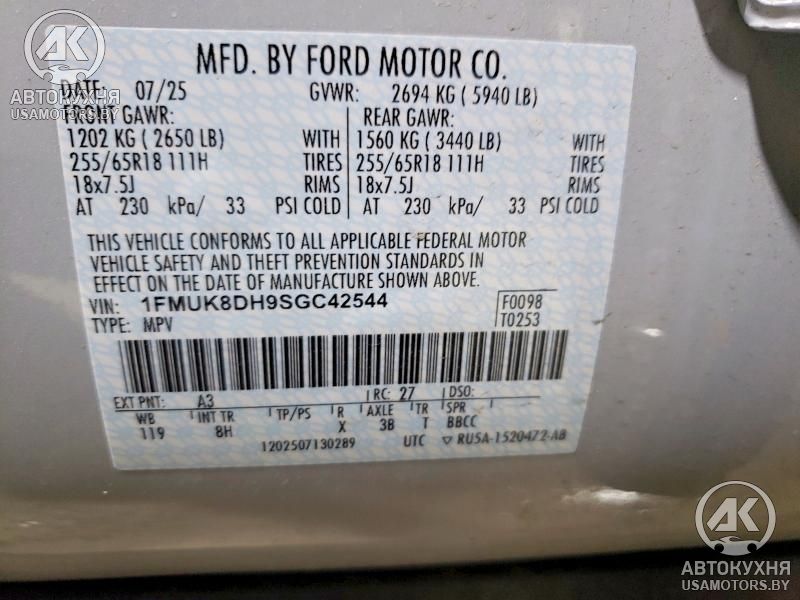 AK
АВТОКУХНЯ
USAMOTORS.BY
MFD. BY FORD MOTOR CO.
DATE: 07/25 GVWR: 2694 KG ( 5940 LB)
FRONT GAWR: REAR GAWR:
1202 KG ( 2650 LB) WITH 1560 KG ( 3440 LB) WITH
255/65R18 111H TIRES 255/65R18 111H TIRES
18x7.5J RIMS 18x7.5J RIMS
AT 230 kPa/ 33 PSI COLD AT 230 kPa/ 33 PSI COLD
THIS VEHICLE CONFORMS TO ALL APPLICABLE FEDERAL MOTOR
VEHICLE SAFETY AND THEFT PREVENTION STANDARDS IN
EFFECT ON THE DATE OF MANUFACTURE SHOWN ABOVE.
VIN: 1FMUK8DH9SGC42544 F0098
TYPE: MPV T0253
EXT PNT: A3 RC: 27 DSO:
WB INT TR TP/PS R AXLE TR SPR
119 8H X 3B T BBCC
1202507130289 UTC ▽ RU5A-1520472-AB
AK
АВТОКУХНЯ
USAMOTORS.BY